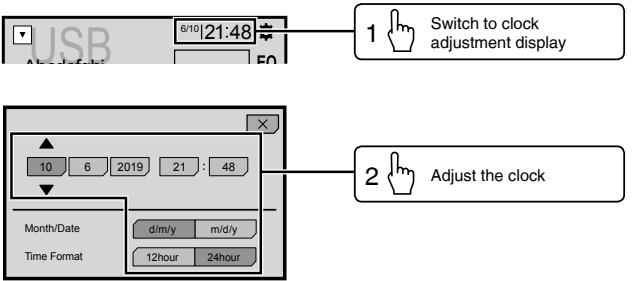 USB
6/10 21:48
1 Switch to clock
adjustment display
10 6 2019 21 : 48
2 Adjust the clock
Month/Date d/m/y m/d/y
Time Format 12hour 24hour